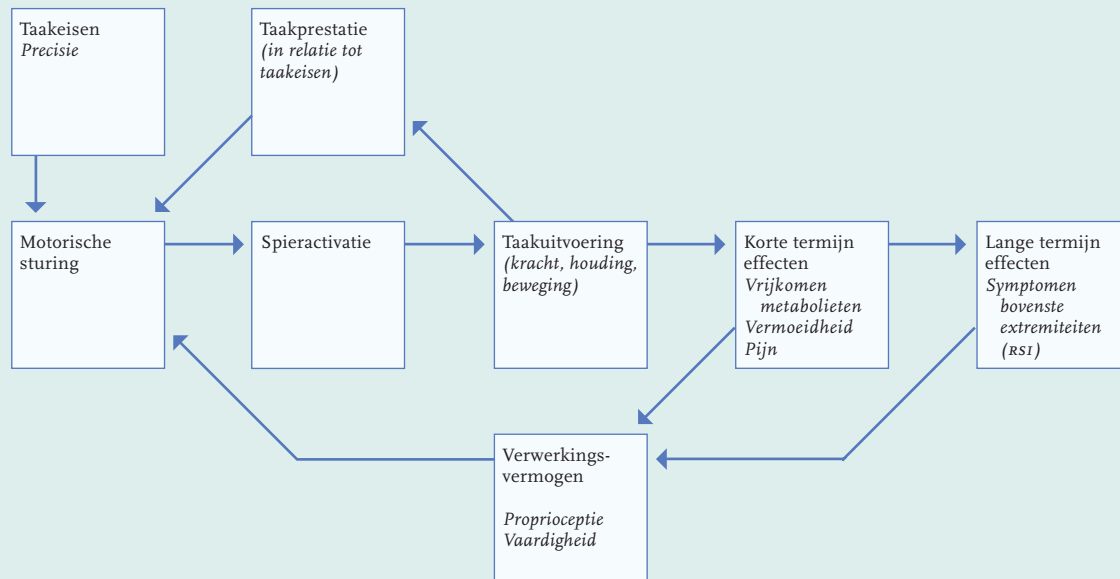 Taakeisen
Precisie
Taakprestatie
(in relatie tot
taakeisen)
Motorische
sturing
Spieractivatie
Taakuitvoering
(kracht, houding,
beweging)
Korte termijn
effecten
Vrijkomen
metabolieten
Vermoeidheid
Pijn
Lange termijn
effecten
Symptomen
bovenste
extremiteiten
(RSI)
Verwerkings-
vermogen
Proprioceptie
Vaardigheid